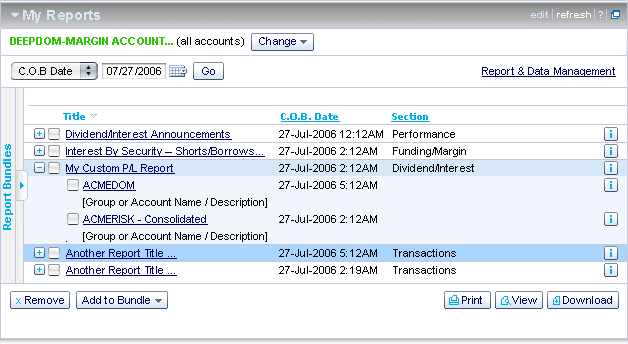 My Reports edit refresh ?
DEEPDOM-MARGIN ACCOUNT... (all accounts) Change
C.O.B Date 07/27/2006 Go Report & Data Management
Report Bundles
Title C.O.B. Date Section
Dividend/Interest Announcements 27-Jul-2006 12:12AM Performance
Interest By Security – Shorts/Borrows... 27-Jul-2006 2:12AM Funding/Margin
My Custom P/L Report 27-Jul-2006 2:12AM Dividend/Interest
ACMEDOM 27-Jul-2006 5:12AM
[Group or Account Name / Description]
ACMERISK - Consolidated 27-Jul-2006 2:12AM
[Group or Account Name / Description]
Another Report Title ... 27-Jul-2006 5:12AM Transactions
Another Report Title ... 27-Jul-2006 2:19AM Transactions
x Remove Add to Bundle Print View Download